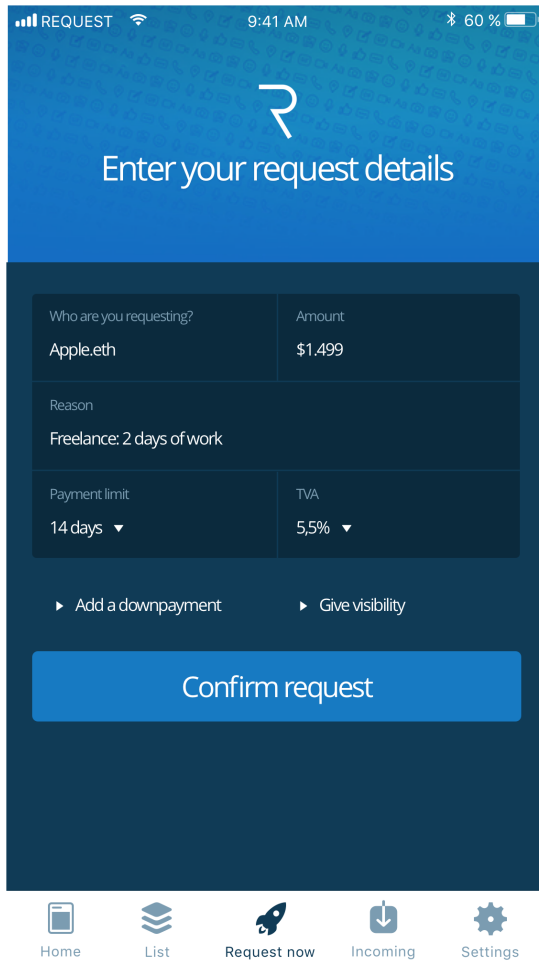 REQUEST 9:41 AM 60 %
Enter your request details
Who are you requesting? Amount
Apple.eth $1.499
Reason
Freelance: 2 days of work
Payment limit TVA
14 days 5,5%
Add a downpayment Give visibility
Confirm request
Home List Request now Incoming Settings